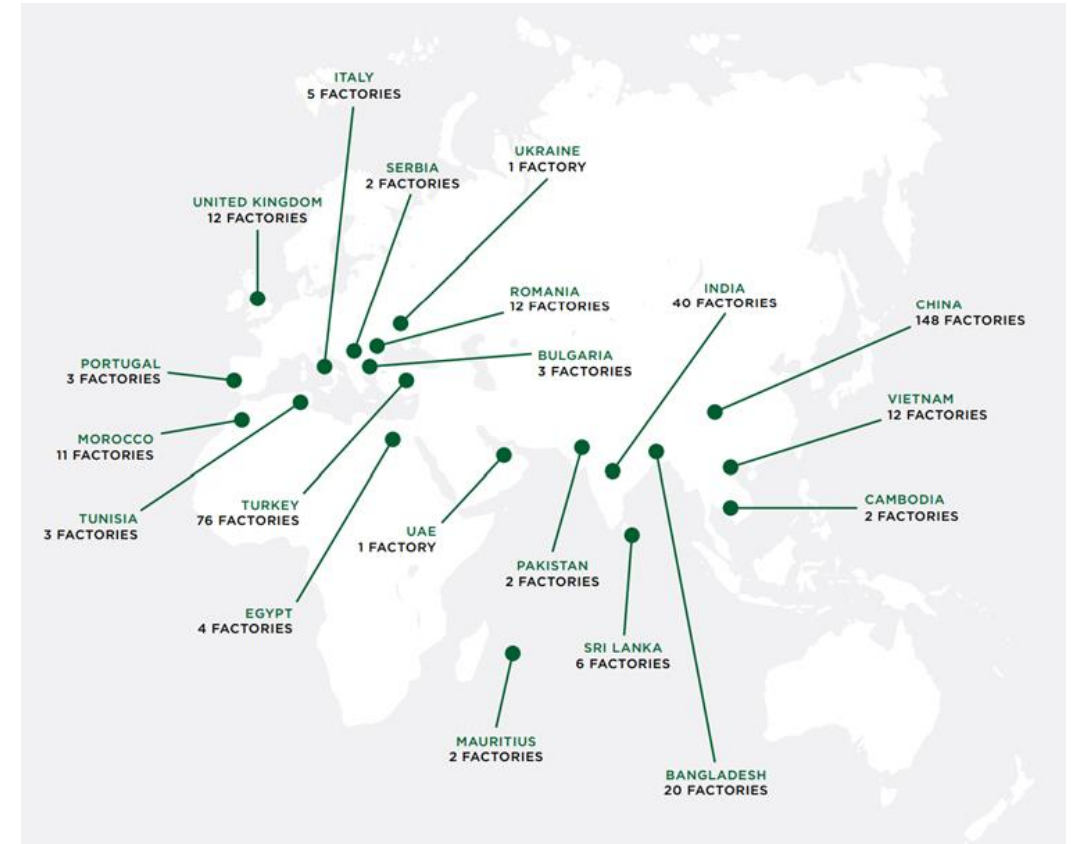 ITALY
5 FACTORIES
UKRAINE
1 FACTORY
SERBIA
2 FACTORIES
UNITED KINGDOM
12 FACTORIES
ROMANIA
12 FACTORIES
INDIA
40 FACTORIES
CHINA
148 FACTORIES
BULGARIA
3 FACTORIES
PORTUGAL
3 FACTORIES
VIETNAM
12 FACTORIES
MOROCCO
11 FACTORIES
CAMBODIA
2 FACTORIES
TURKEY
76 FACTORIES
TUNISIA
3 FACTORIES
UAE
1 FACTORY
PAKISTAN
2 FACTORIES
EGYPT
4 FACTORIES
SRI LANKA
6 FACTORIES
MAURITIUS
2 FACTORIES
BANGLADESH
20 FACTORIES